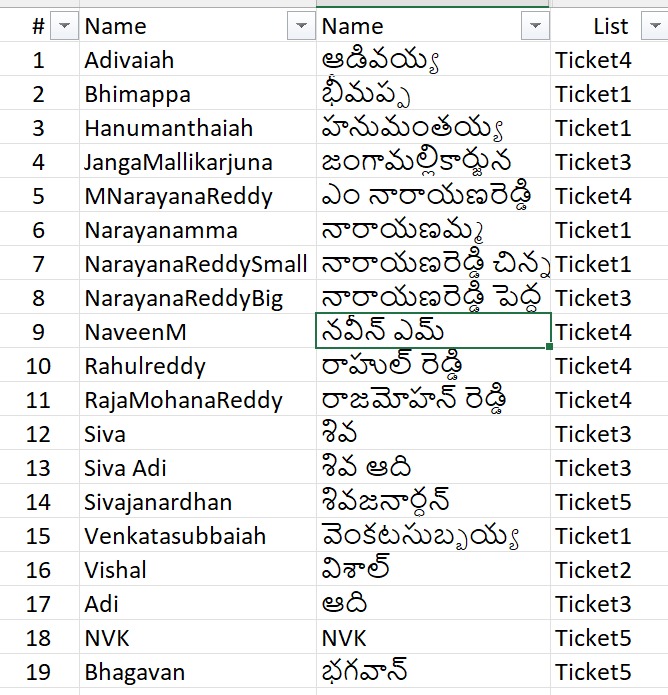 # Name Name List
1 Adivaiah ఆడివయ్య Ticket4
2 Bhimappa భీమప్ప Ticket1
3 Hanumanthaiah హనుమంతయ్య Ticket1
4 JangaMallikarjuna జంగామల్లికార్జున Ticket3
5 MNarayanaReddy ఎం నారాయణరెడ్డి Ticket4
6 Narayanamma నారాయణమ్మ Ticket1
7 NarayanaReddySmall నారాయణరెడ్డి చిన్న Ticket1
8 NarayanaReddyBig నారాయణరెడ్డి పెద్ద Ticket3
9 NaveenM నవీన్ ఎమ్ Ticket4
10 Rahulreddy రాహుల్ రెడ్డి Ticket4
11 RajaMohanaReddy రాజమోహన్ రెడ్డి Ticket4
12 Siva శివ Ticket3
13 Siva Adi శివ ఆది Ticket3
14 Sivajanardhan శివజనార్దన్ Ticket5
15 Venkatasubbaiah వెంకటసుబ్బయ్య Ticket1
16 Vishal విశాల్ Ticket2
17 Adi ఆది Ticket3
18 NVK NVK Ticket5
19 Bhagavan భగవాన్ Ticket5